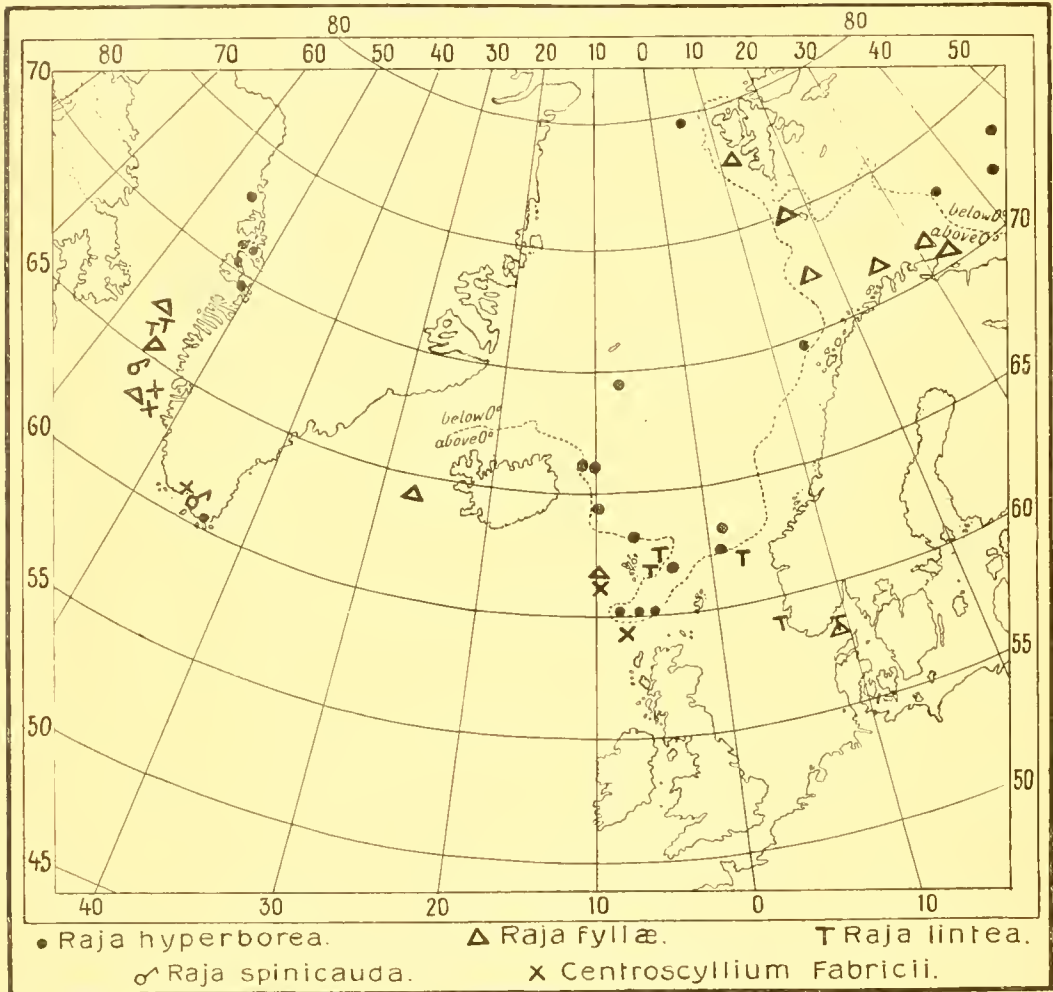 80 80
80 70 60 50 40 30 20 10 0 10 20 30 40 50
70
65
60
55
50
45
70
65
60
55
50
below 0°
above 0°
below 0°
above 0°
40 30 20 10 0 10
Raja hyperborea. Raja fyllæ. Raja lintea.
Raja spinicauda. Centroscyllium Fabricii.